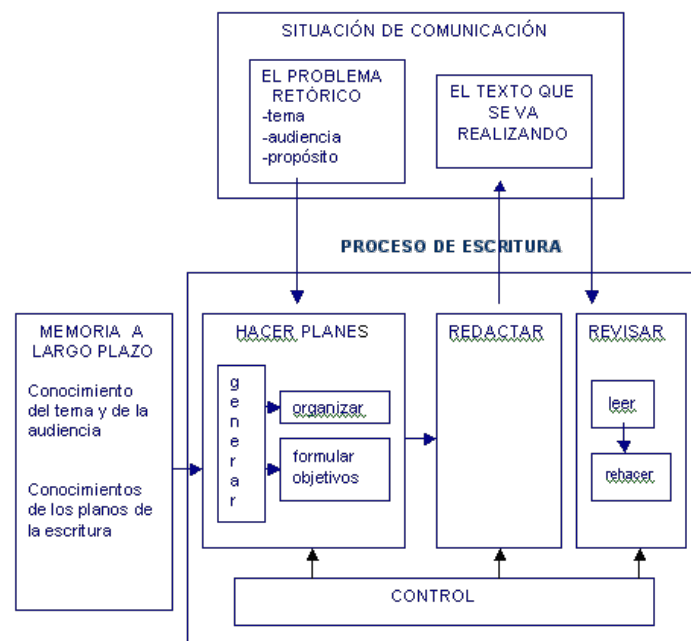 SITUACIÓN DE COMUNICACIÓN
EL PROBLEMA
RETÓRICO
-tema
-audiencia
-propósito
EL TEXTO QUE
SE VA
REALIZANDO
PROCESO DE ESCRITURA
MEMORIA A
LARGO PLAZO
Conocimiento
del tema y de la
audiencia
Conocimientos
de los planos de
la escritura
HACER PLANES
generar
organizar
formular
objetivos
REDACTAR
REVISAR
leer
rehacer
CONTROL